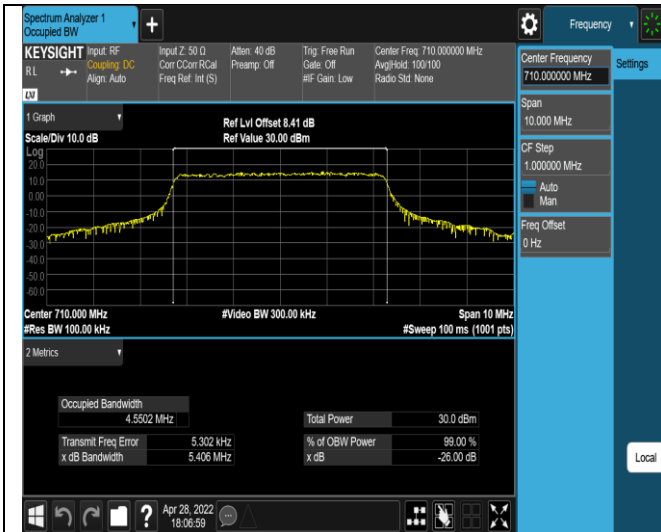 Spectrum Analyzer 1
Occupied BW
+
Frequency
KEYSIGHT
RL
LXI
Input: RF
Coupling: DC
Align: Auto
Input Z: 50 Ω
Corr CCorr RCal
Freq Ref: Int (S)
Atten: 40 dB
Preamp: Off
Trig: Free Run
Gate: Off
#IF Gain: Low
Center Freq: 710.000000 MHz
Avg|Hold: 100/100
Radio Std: None
Center Frequency
710.000000 MHz
Settings
Span
10.000 MHz
CF Step
1.000000 MHz
Auto
Man
Freq Offset
0 Hz
1 Graph
Scale/Div 10.0 dB
Ref Lvl Offset 8.41 dB
Ref Value 30.00 dBm
Log
20.0
10.0
0.00
-10.0
-20.0
-30.0
-40.0
-50.0
-60.0
Center 710.000 MHz
#Video BW 300.00 kHz
Span 10 MHz
#Res BW 100.00 kHz
#Sweep 100 ms (1001 pts)
2 Metrics
Occupied Bandwidth
4.5502 MHz
Total Power 30.0 dBm
Transmit Freq Error 5.302 kHz
% of OBW Power 99.00 %
x dB Bandwidth 5.406 MHz
x dB -26.00 dB
Local
?
Apr 28, 2022
18:06:59